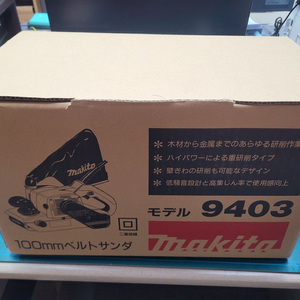 ※木材から金属までのあらゆる研削作業
※ハイパワーによる重研削タイプ
※壁ぎわの研削も可能なデザイン
※低騒音設計と高集じん率で使用感向上
makita
二重絶縁
モデル 9403
100mmベルトサンダ
makita